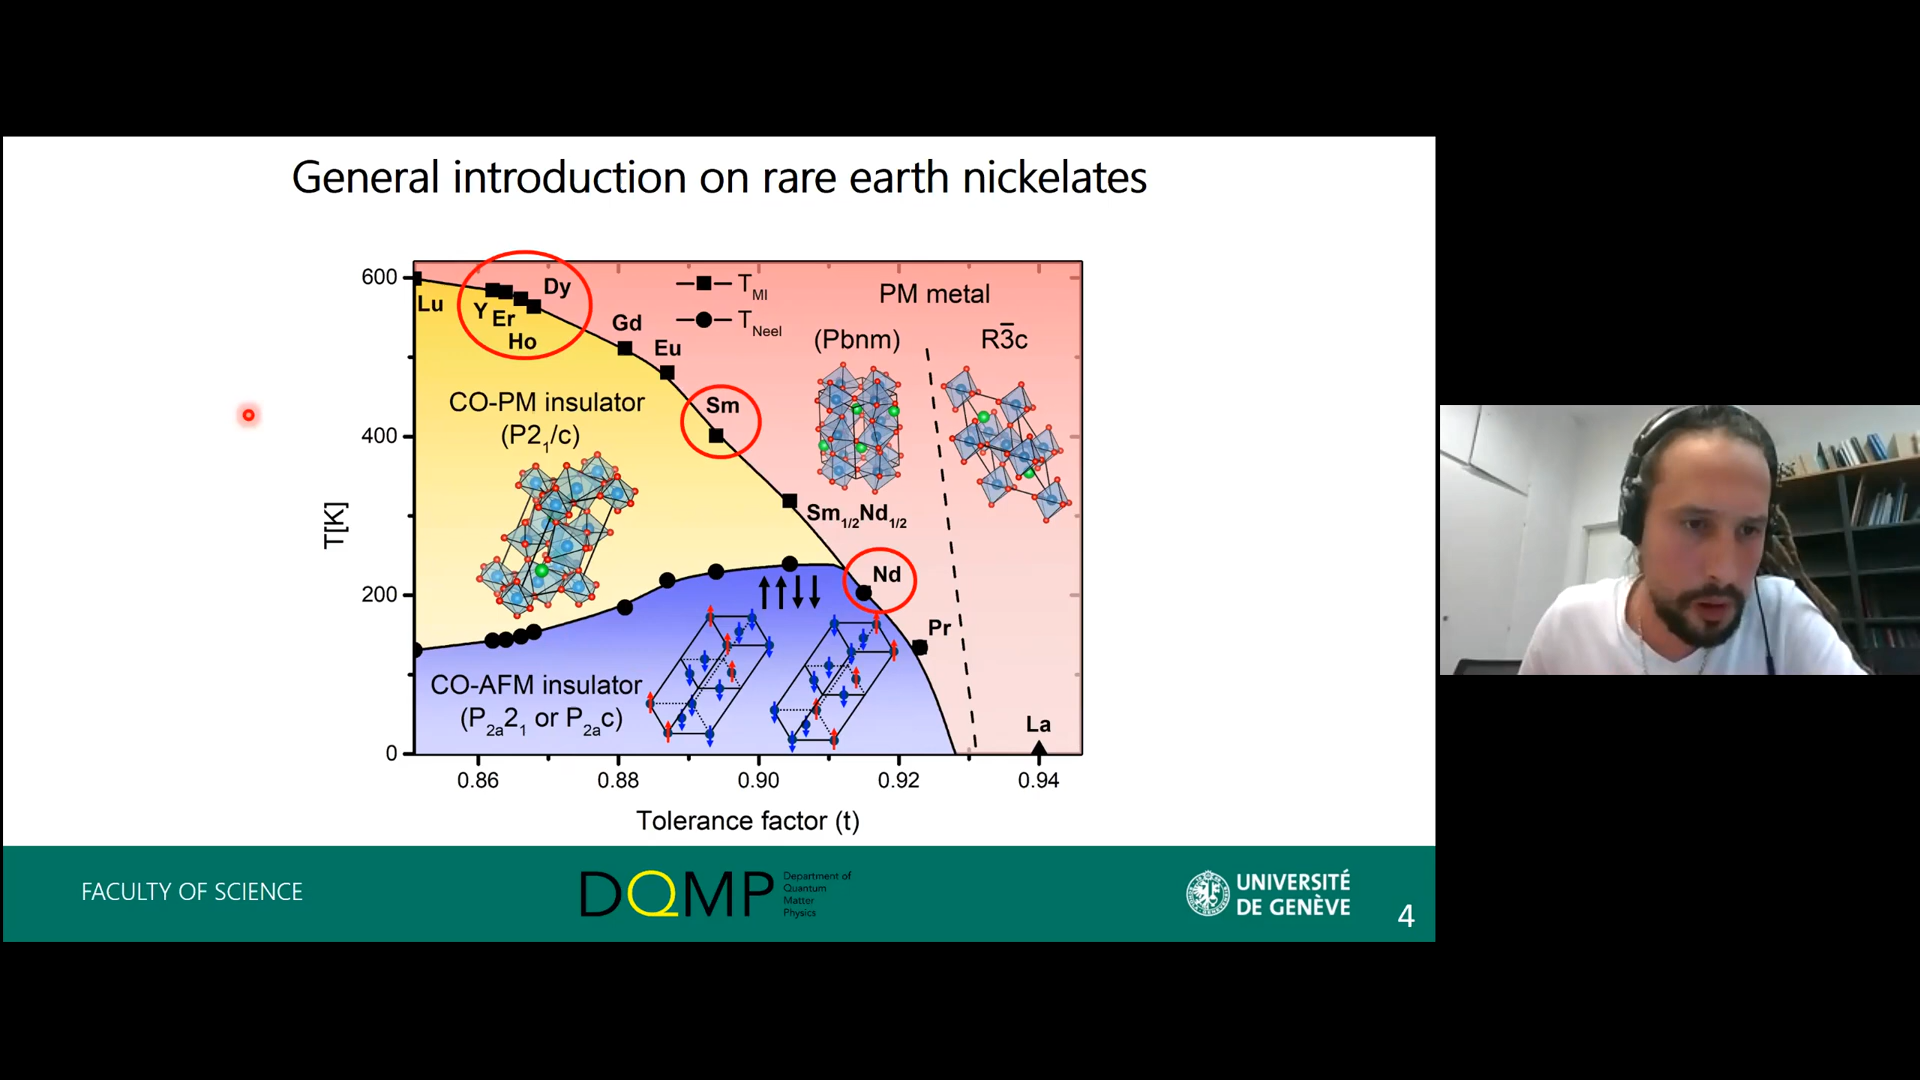 General introduction on rare earth nickelates
600
400
200
0
T[K]
Lu
Y
Er
Ho
Dy
Gd
Eu
Sm
Sm1/2Nd1/2
Nd
Pr
La
TMI
TNeel
PM metal
(Pbnm)
R3̅c
CO-PM insulator
(P21/c)
CO-AFM insulator
(P2a21 or P2ac)
0.86 0.88 0.90 0.92 0.94
Tolerance factor (t)
FACULTY OF SCIENCE
DQMP
Department of
Quantum
Matter
Physics
UNIVERSITÉ
DE GENÈVE
4